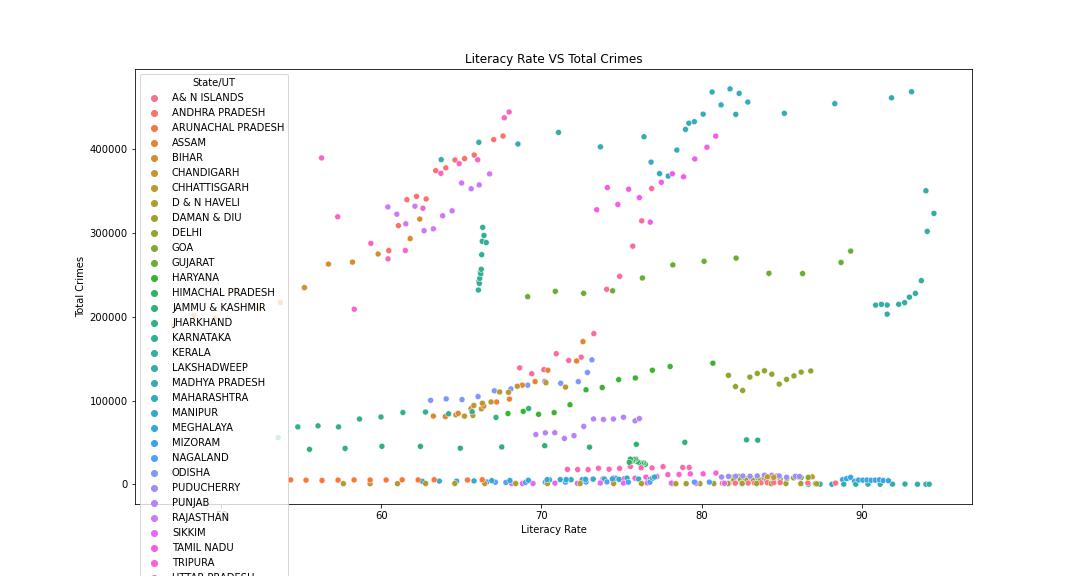 Literacy Rate VS Total Crimes
State/UT
A& N ISLANDS
ANDHRA PRADESH
ARUNACHAL PRADESH
ASSAM
BIHAR
CHANDIGARH
CHHATTISGARH
D & N HAVELI
DAMAN & DIU
DELHI
GOA
GUJARAT
HARYANA
HIMACHAL PRADESH
JAMMU & KASHMIR
JHARKHAND
KARNATAKA
KERALA
LAKSHADWEEP
MADHYA PRADESH
MAHARASHTRA
MANIPUR
MEGHALAYA
MIZORAM
NAGALAND
ODISHA
PUDUCHERRY
PUNJAB
RAJASTHAN
SIKKIM
TAMIL NADU
TRIPURA
UTTAR PRADESH
Total Crimes
400000
300000
200000
100000
0
60 70 80 90
Literacy Rate